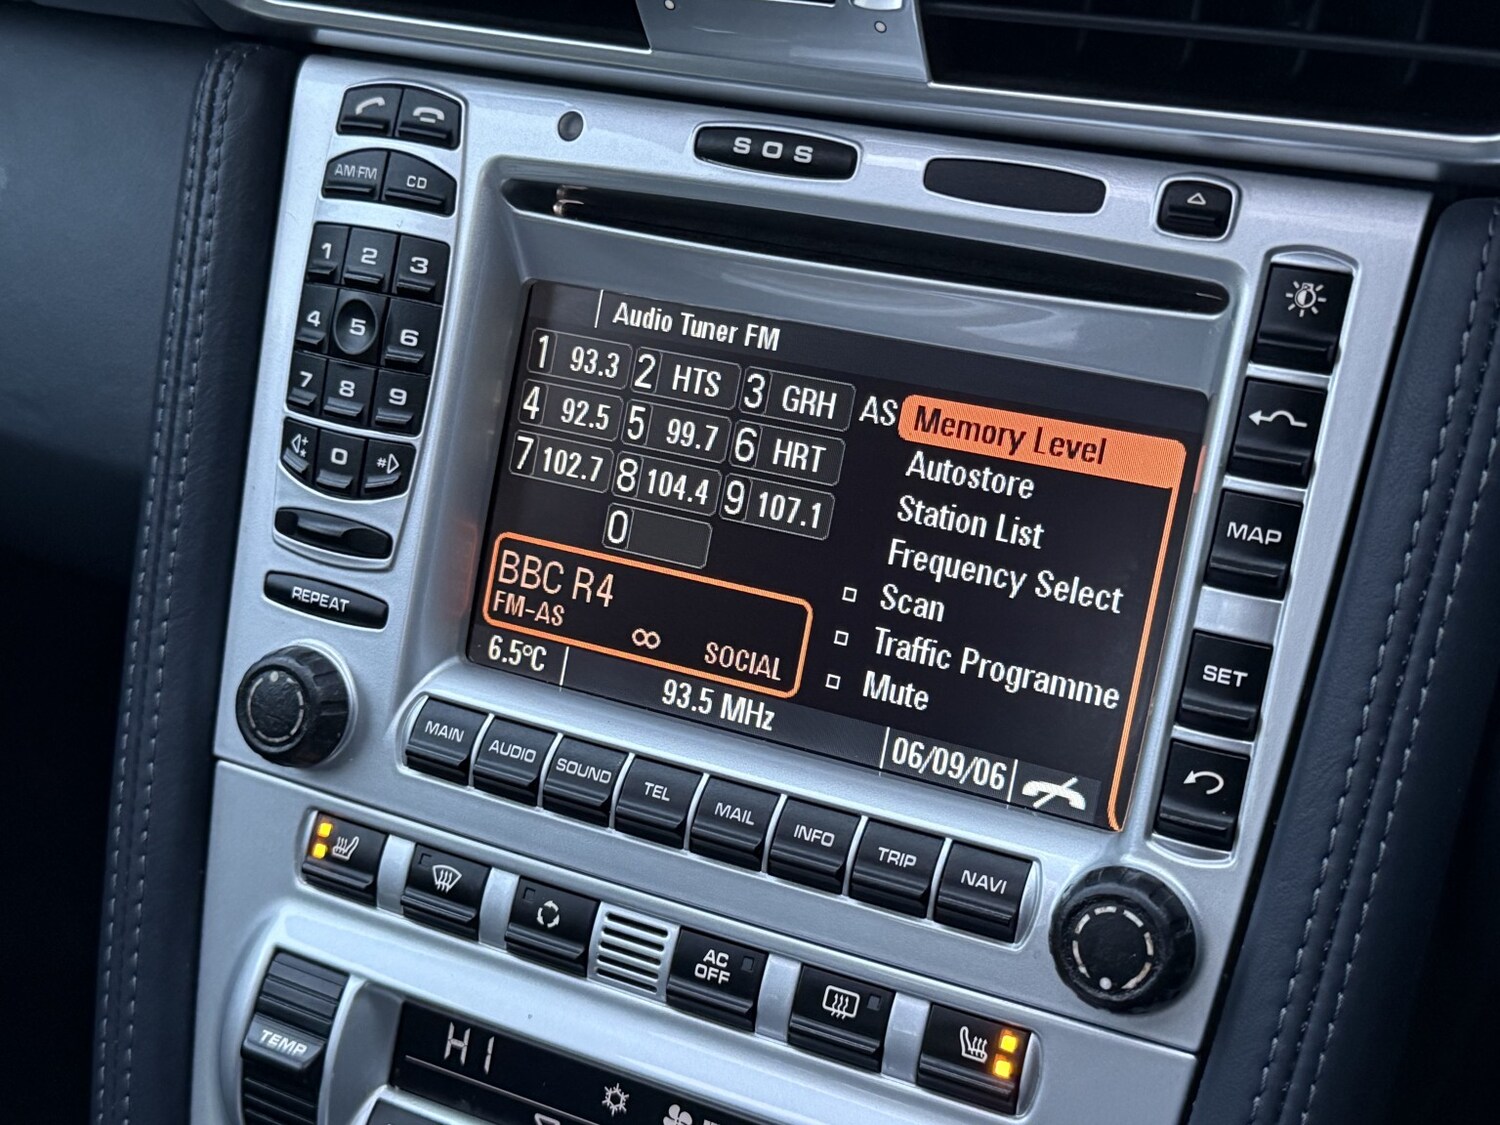 SOS
AM FM
CD
1 2 3
4 5 6
7 8 9
0 #
REPEAT
Audio Tuner FM
1 93.3 2 HTS 3 GRH
4 92.5 5 99.7 6 HRT
7 102.7 8 104.4 9 107.1
0
BBC R4
FM-AS
∞ SOCIAL
6.5°C
93.5 MHz
06/09/06
AS Memory Level
Autostore
Station List
Frequency Select
Scan
Traffic Programme
Mute
MAP
SET
MAIN AUDIO SOUND TEL MAIL INFO TRIP NAVI
AC
OFF
TEMP
HI